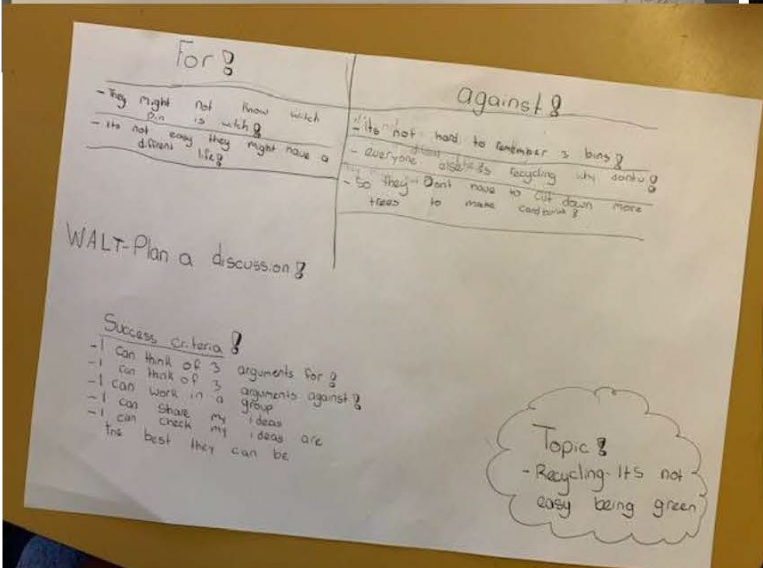 For!
- They might not know witch
bin is witch!
- its not easy they might have a
diffrent life!
against!
- its not hard to remember 3 bins!
- everyone else is recycling why dont u!
- so they Dont have to cut down more
trees to make cardboard!
WALT-Plan a discussion!
Success criteria!
- I can think of 3 arguments for!
- I can think of 3 arguments against!
- I can work in a group
- I can share my ideas
- I can check my ideas are
the best they can be
Topic!
- Recycling- Its not
easy being green